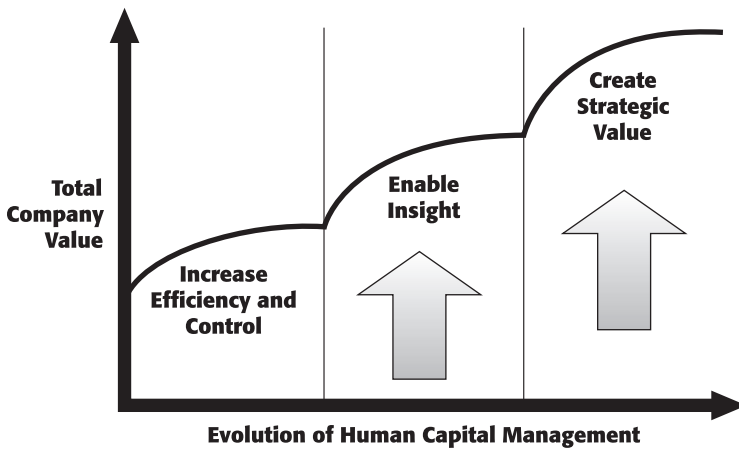 Create
Strategic
Value
Enable
Insight
Total
Company
Value
Increase
Efficiency and
Control
Evolution of Human Capital Management